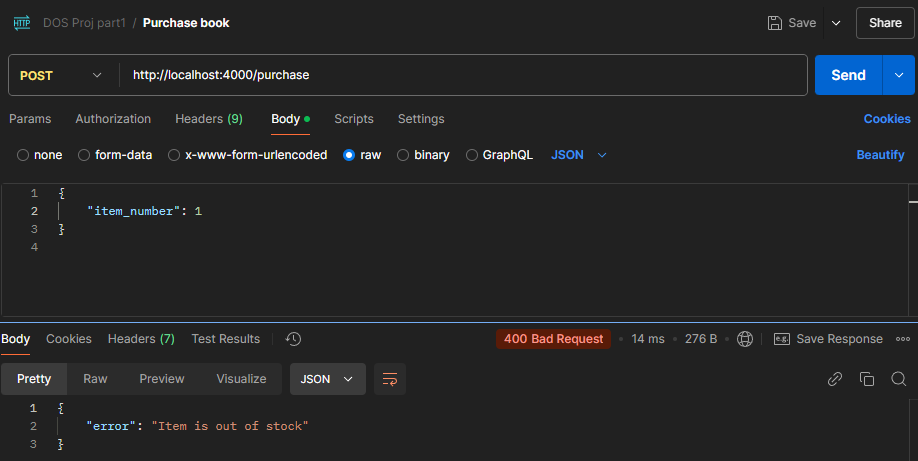 HTTP DOS Proj part1 / Purchase book Save Share
POST http://localhost:4000/purchase Send
Params Authorization Headers (9) Body Scripts Settings Cookies
none form-data x-www-form-urlencoded raw binary GraphQL JSON Beautify
1 {
2 "item_number": 1
3 }
4
Body Cookies Headers (7) Test Results 400 Bad Request • 14 ms • 276 B e.g. Save Response
Pretty Raw Preview Visualize JSON
1 {
2 "error": "Item is out of stock"
3 }